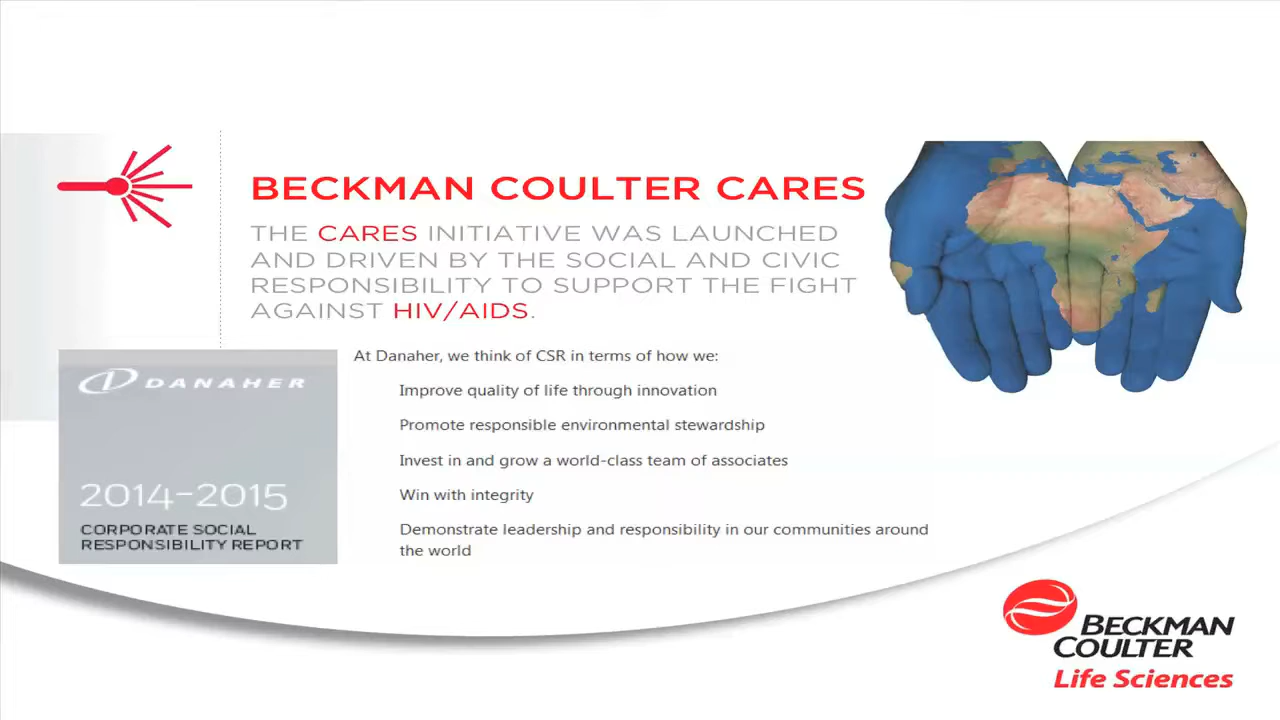 BECKMAN COULTER CARES
THE CARES INITIATIVE WAS LAUNCHED
AND DRIVEN BY THE SOCIAL AND CIVIC
RESPONSIBILITY TO SUPPORT THE FIGHT
AGAINST HIV/AIDS.
At Danaher, we think of CSR in terms of how we:
Improve quality of life through innovation
Promote responsible environmental stewardship
Invest in and grow a world-class team of associates
Win with integrity
Demonstrate leadership and responsibility in our communities around
the world
DANAHER
2014-2015
CORPORATE SOCIAL
RESPONSIBILITY REPORT
BECKMAN
COULTER
Life Sciences